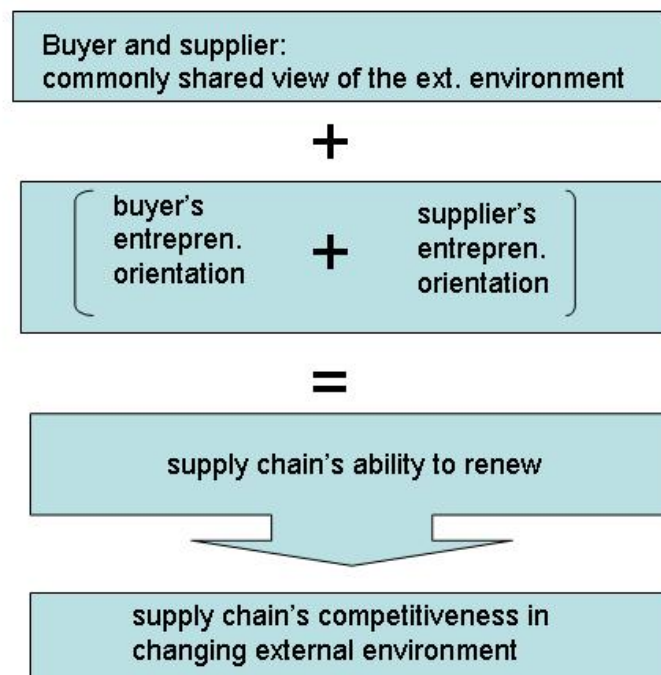 Buyer and supplier:
commonly shared view of the ext. environment
+
buyer's
entrepren.
orientation
+
supplier's
entrepren.
orientation
=
supply chain's ability to renew
supply chain's competitiveness in
changing external environment